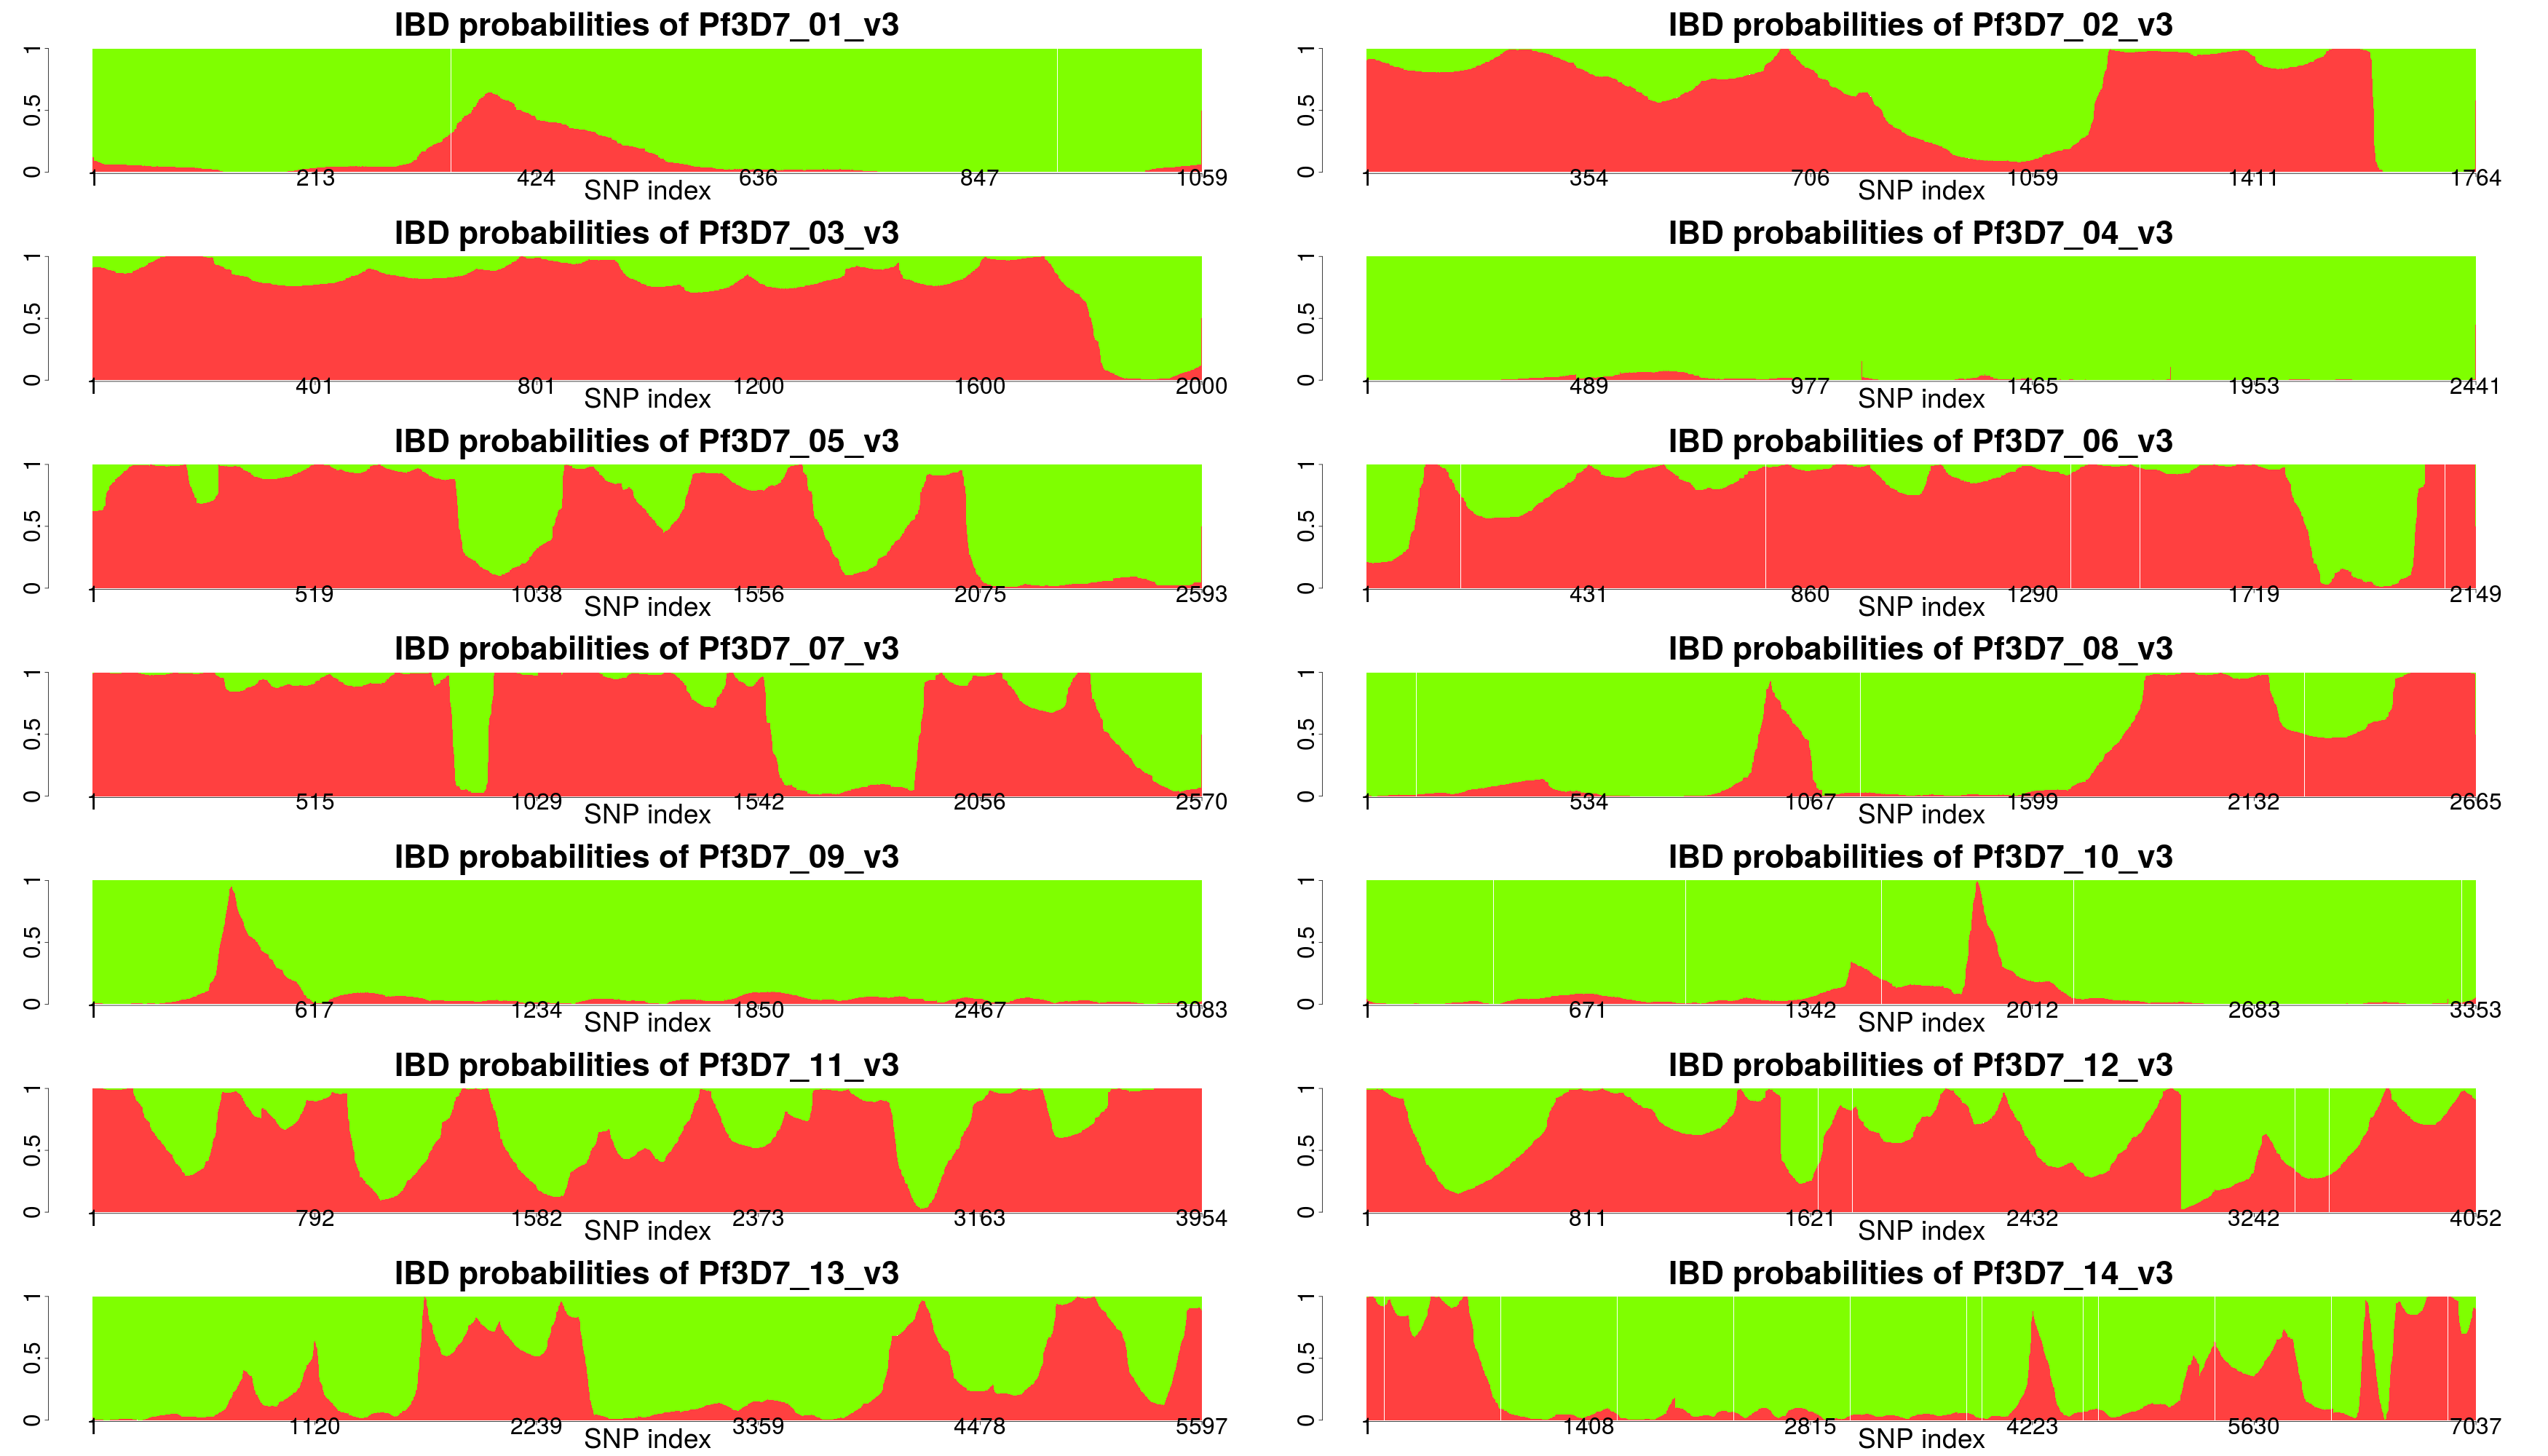 IBD probabilities of Pf3D7_01_v3
0 0.5 1
1 213 424 636 847 1059
SNP index
IBD probabilities of Pf3D7_02_v3
0 0.5 1
1 354 706 1059 1411 1764
SNP index
IBD probabilities of Pf3D7_03_v3
0 0.5 1
1 401 801 1200 1600 2000
SNP index
IBD probabilities of Pf3D7_04_v3
0 0.5 1
1 489 977 1465 1953 2441
SNP index
IBD probabilities of Pf3D7_05_v3
0 0.5 1
1 519 1038 1556 2075 2593
SNP index
IBD probabilities of Pf3D7_06_v3
0 0.5 1
1 431 860 1290 1719 2149
SNP index
IBD probabilities of Pf3D7_07_v3
0 0.5 1
1 515 1029 1542 2056 2570
SNP index
IBD probabilities of Pf3D7_08_v3
0 0.5 1
1 534 1067 1599 2132 2665
SNP index
IBD probabilities of Pf3D7_09_v3
0 0.5 1
1 617 1234 1850 2467 3083
SNP index
IBD probabilities of Pf3D7_10_v3
0 0.5 1
1 671 1342 2012 2683 3353
SNP index
IBD probabilities of Pf3D7_11_v3
0 0.5 1
1 792 1582 2373 3163 3954
SNP index
IBD probabilities of Pf3D7_12_v3
0 0.5 1
1 811 1621 2432 3242 4052
SNP index
IBD probabilities of Pf3D7_13_v3
0 0.5 1
1 1120 2239 3359 4478 5597
SNP index
IBD probabilities of Pf3D7_14_v3
0 0.5 1
1 1408 2815 4223 5630 7037
SNP index